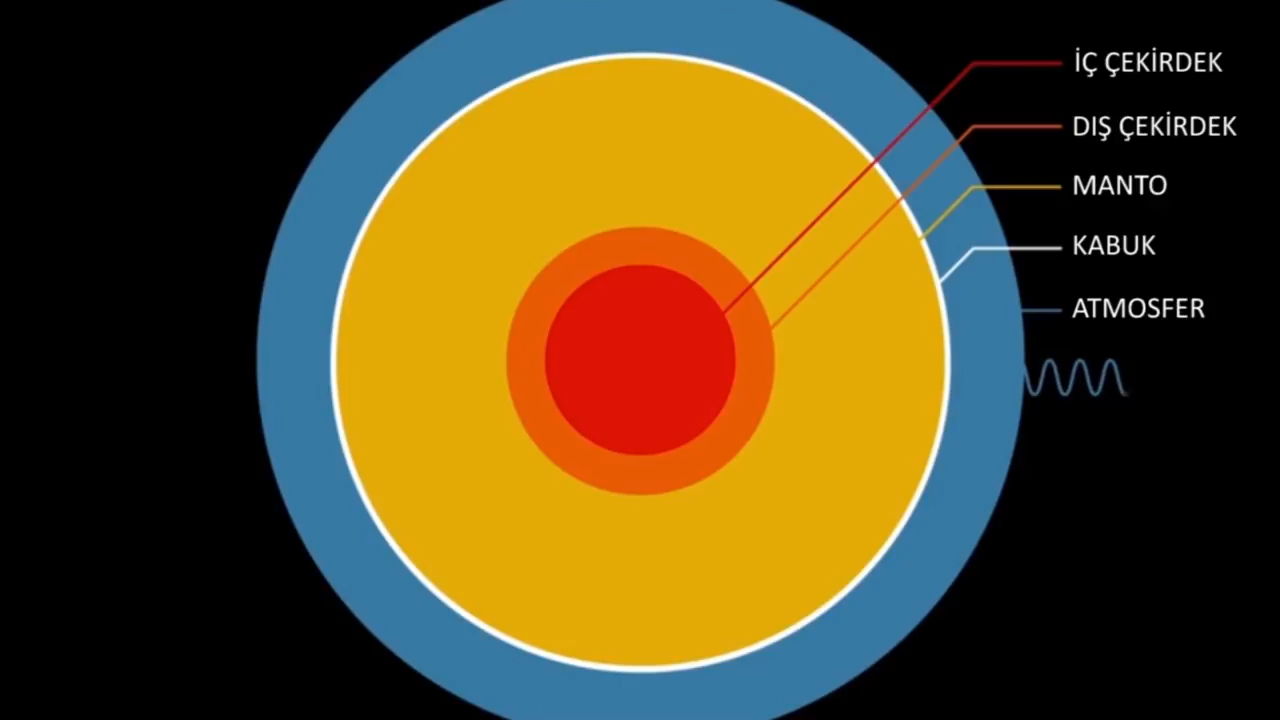 İÇ ÇEKİRDEK
DIŞ ÇEKİRDEK
MANTO
KABUK
ATMOSFER